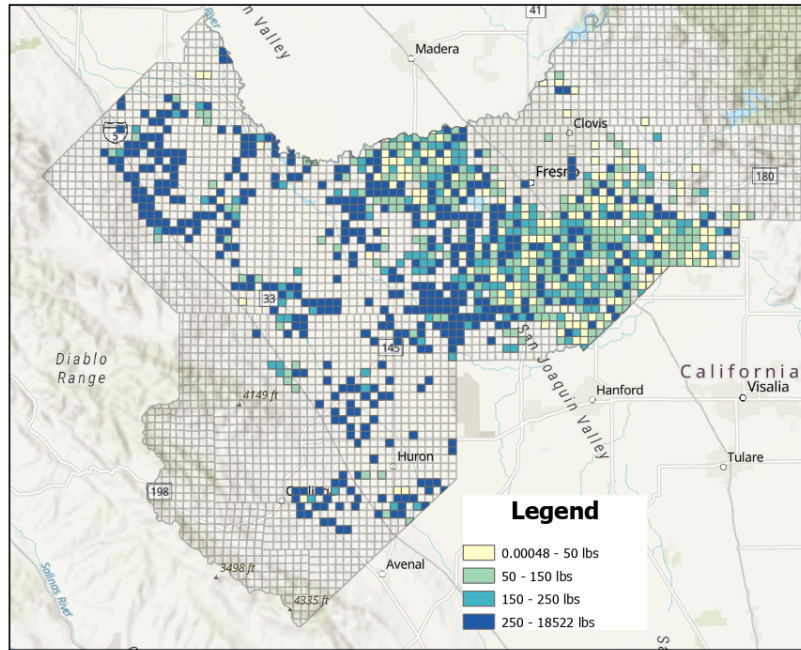 41
River
n Valley
Madera
5
Clovis
Fresno
180
33
145
San Joaquin Valley
California
Diablo
Range
4149 ft
Hanford
Visalia
Huron
Tulare
198
Legend
0.00048 - 50 lbs
50 - 150 lbs
150 - 250 lbs
250 - 18522 lbs
Avenal
3498 ft
4335 ft
Salinas River